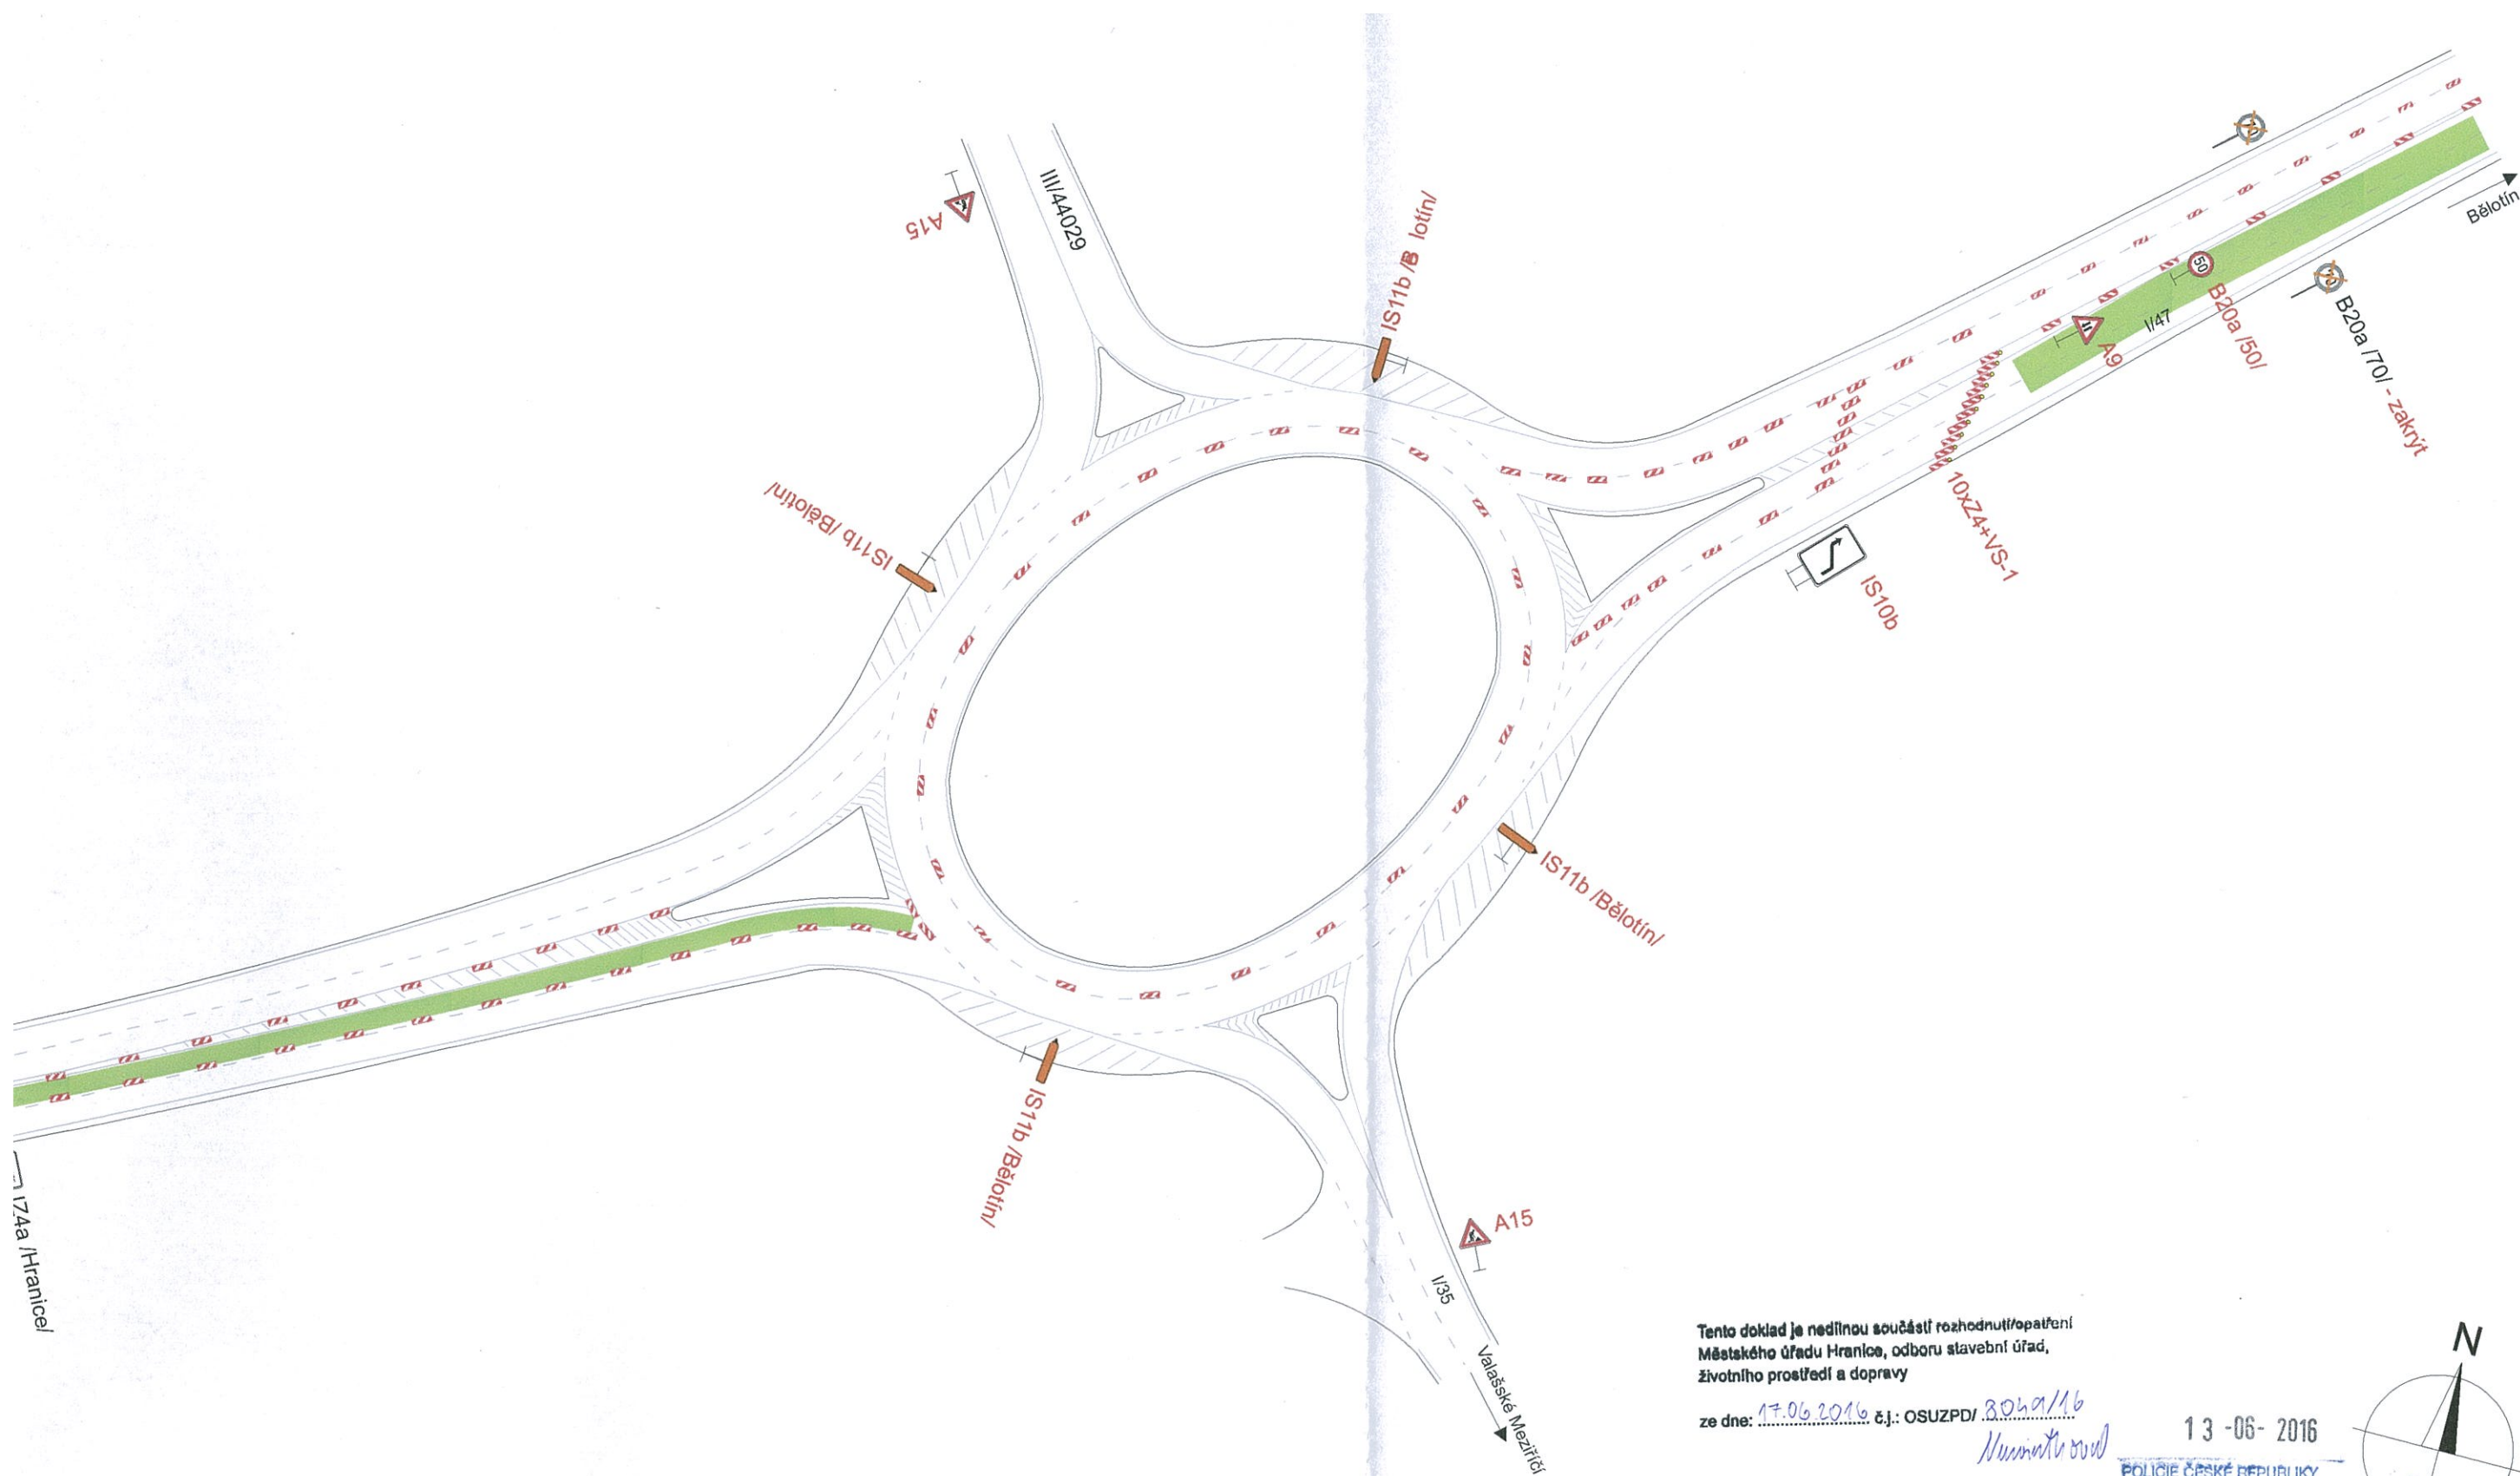 III/44029
A15
IS11b /B lotín/
IS11b /Bělotín/
Bělotín
50
B20a /50/
I/47
A9
B20a /70/ - zakrýt
10xZ4+VS-1
IS10b
IS11b /Bělotín/
IS11b /Bělotín/
A15
I/35
Valašské Meziříčí
IZ4a /Hranice/
Tento doklad je nedílnou součástí rozhodnutí/opatření
Městského úřadu Hranice, odboru stavební úřad,
životního prostředí a dopravy
ze dne: 17.06.2016 č.j.: OSUZPD/ 8049/16
13 -06- 2016
POLICIE ČESKÉ REPUBLIKY
N